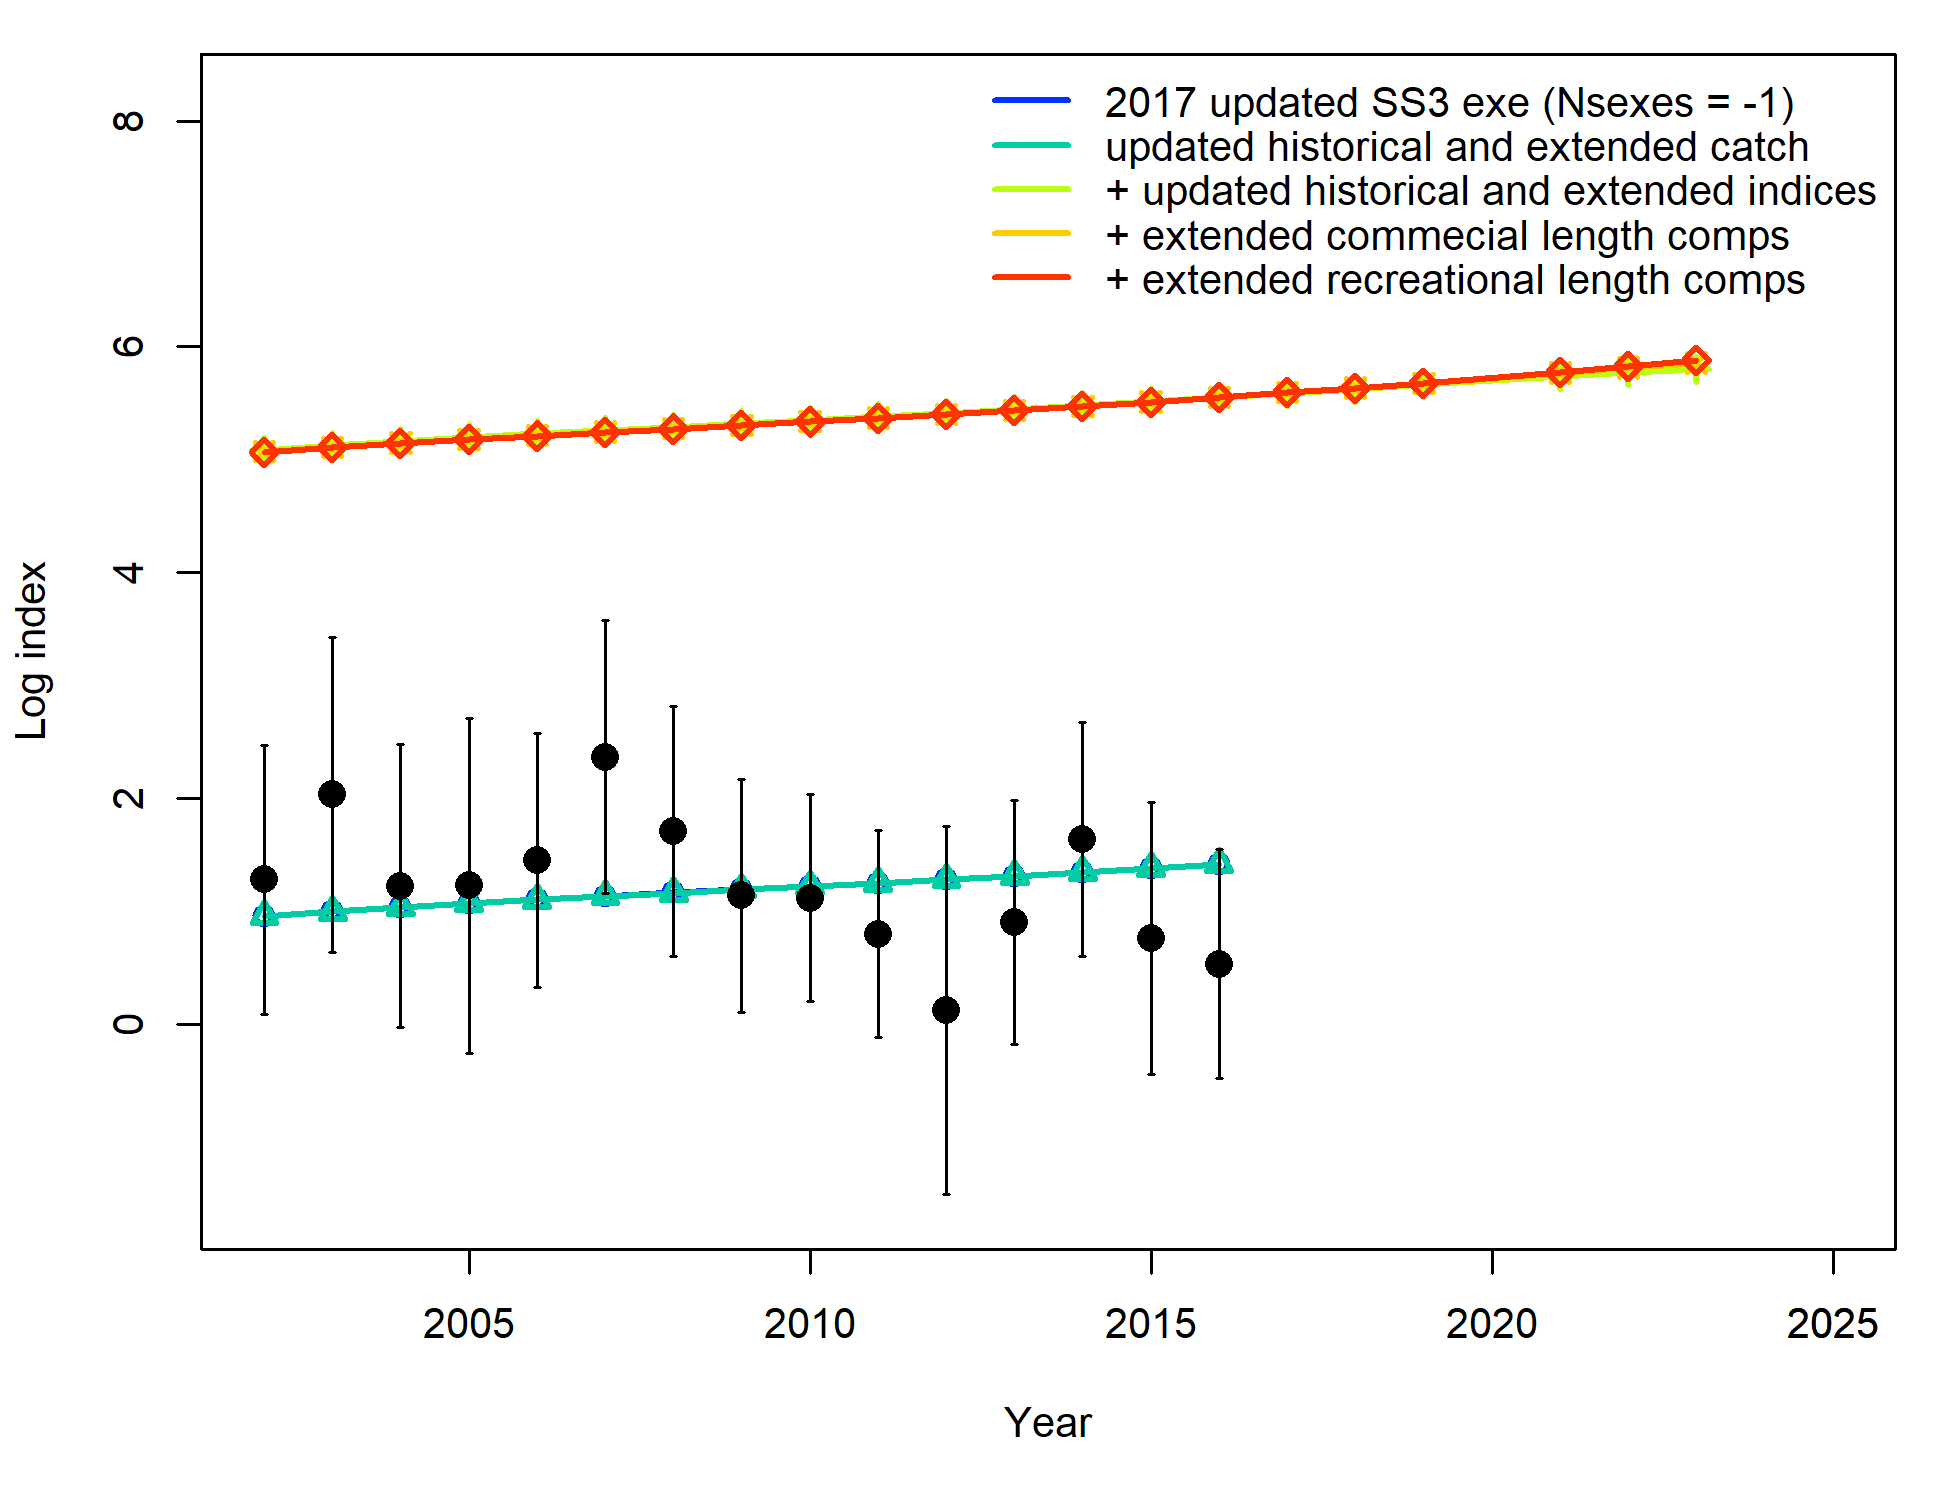 2017 updated SS3 exe (Nsexes = -1)
updated historical and extended catch
+ updated historical and extended indices
+ extended commecial length comps
+ extended recreational length comps
8
6
4
2
0
Log index
2005 2010 2015 2020 2025
Year